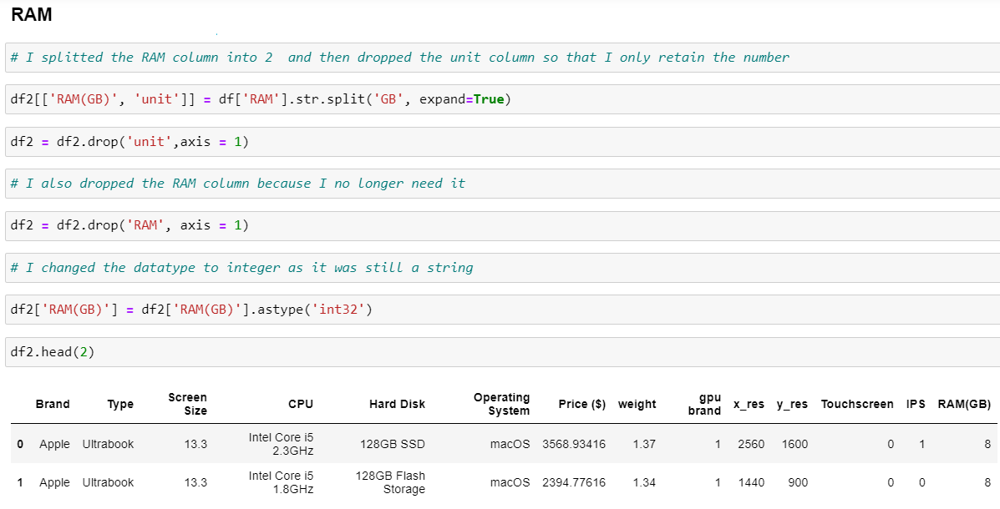 RAM
# I splitted the RAM column into 2  and then dropped the unit column so that I only retain the number
df2[['RAM(GB)', 'unit']] = df['RAM'].str.split('GB', expand=True)
df2 = df2.drop('unit',axis = 1)
# I also dropped the RAM column because I no longer need it
df2 = df2.drop('RAM', axis = 1)
# I changed the datatype to integer as it was still a string
df2['RAM(GB)'] = df2['RAM(GB)'].astype('int32')
df2.head(2)
Brand Type Screen Size CPU Hard Disk Operating System Price ($) weight gpu brand x_res y_res Touchscreen IPS RAM(GB)
0 Apple Ultrabook 13.3 Intel Core i5 2.3GHz 128GB SSD macOS 3568.93416 1.37 1 2560 1600 0 1 8
1 Apple Ultrabook 13.3 Intel Core i5 1.8GHz 128GB Flash Storage macOS 2394.77616 1.34 1 1440 900 0 0 8